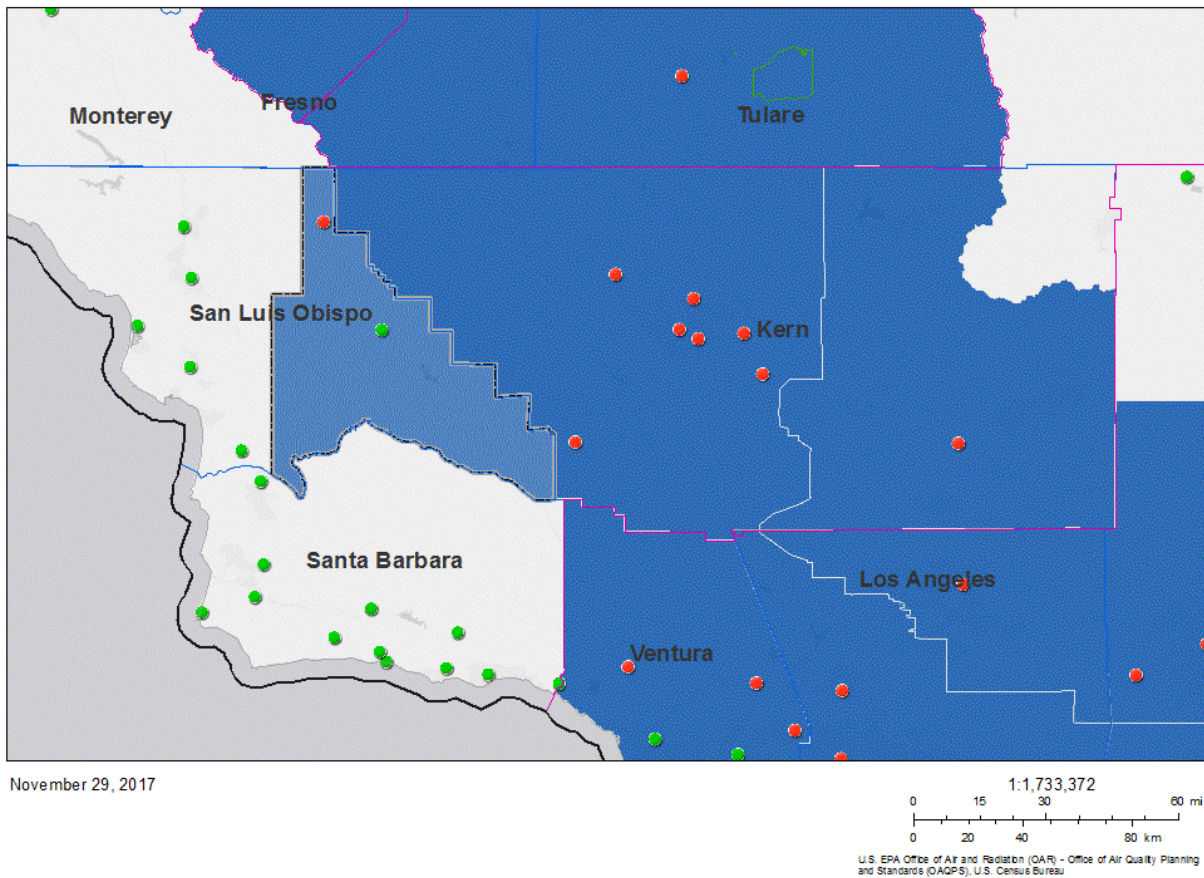 Fresno
Monterey
Tulare
San Luis Obispo
Kern
Santa Barbara
Los Angeles
Ventura
November 29, 2017
1:1,733,372
0 15 30 60 mi
0 20 40 80 km
U.S. EPA Office of Air and Radiation (OAR) - Office of Air Quality Planning
and Standards (OAQPS), U.S. Census Bureau